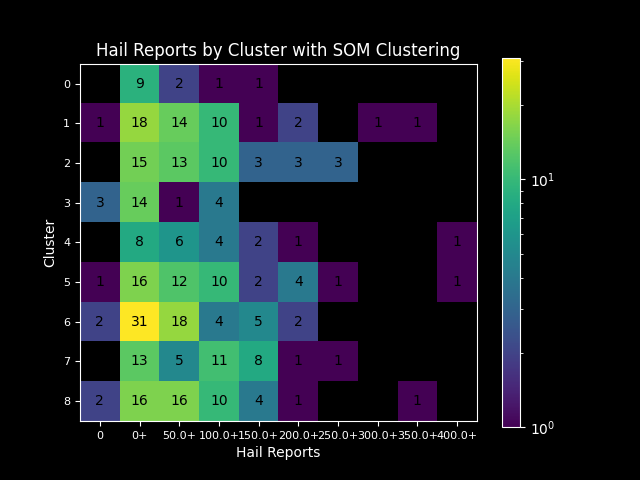 Hail Reports by Cluster with SOM Clustering
0 9 2 1 1
1 1 18 14 10 1 2 1 1
2 15 13 10 3 3 3
3 3 14 1 4
4 8 6 4 2 1 1
5 1 16 12 10 2 4 1 1
6 2 31 18 4 5 2
7 13 5 11 8 1 1
8 2 16 16 10 4 1 1
0 0+ 50.0+ 100.0+ 150.0+ 200.0+ 250.0+ 300.0+ 350.0+ 400.0+
Hail Reports
Cluster
10¹
10⁰